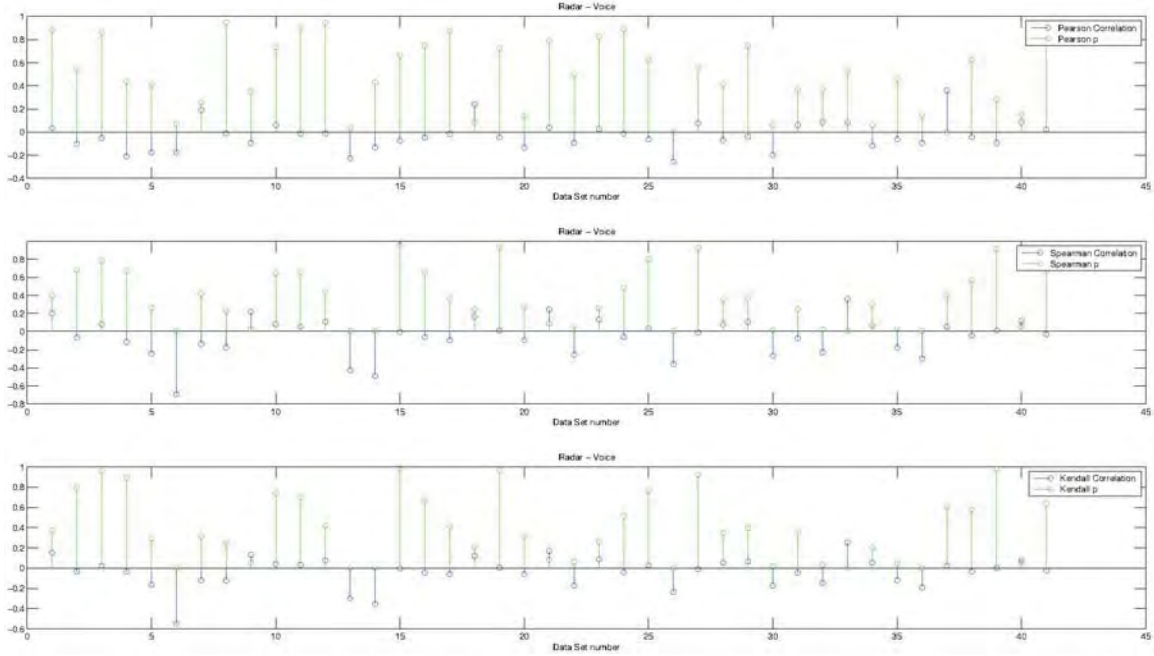 Radar – Voice
Pearson Correlation
Pearson p
1
0.8
0.6
0.4
0.2
0
−0.2
−0.4
0 5 10 15 20 25 30 35 40 45
Data Set number
Radar – Voice
Spearman Correlation
Spearman p
0.8
0.6
0.4
0.2
0
−0.2
−0.4
−0.6
−0.8
0 5 10 15 20 25 30 35 40 45
Data Set number
Radar – Voice
Kendall Correlation
Kendall p
1
0.8
0.6
0.4
0.2
0
−0.2
−0.4
−0.6
0 5 10 15 20 25 30 35 40 45
Data Set number